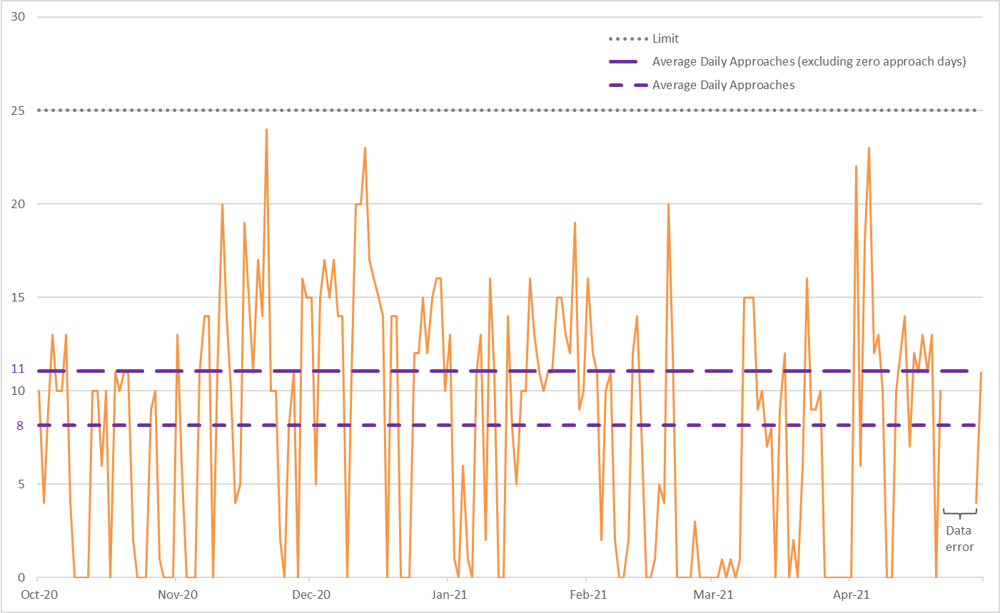 30
Limit
Average Daily Approaches (excluding zero approach days)
Average Daily Approaches
25
20
15
11
10
8
5
Data
error
0
Oct-20 Nov-20 Dec-20 Jan-21 Feb-21 Mar-21 Apr-21